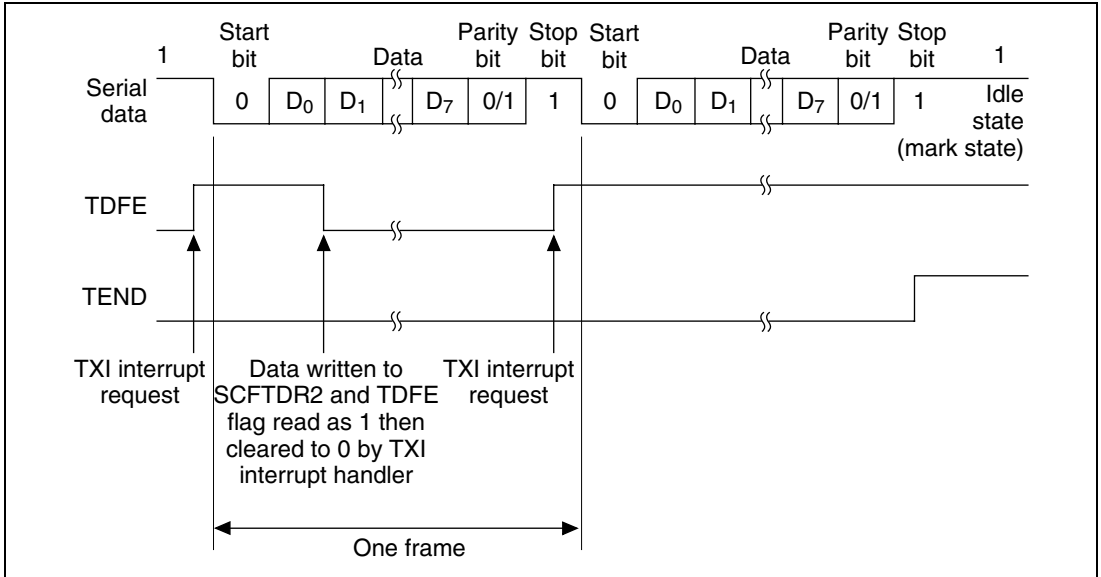 Start Parity Stop Start Parity Stop
1 bit Data bit bit bit Data bit bit 1
Serial data
0 D₀ D₁ D₇ 0/1 1 0 D₀ D₁ D₇ 0/1 1
Idle
state
(mark state)
TDFE
TEND
TXI interrupt
request
Data written to
SCFTDR2 and TDFE
flag read as 1 then
cleared to 0 by TXI
interrupt handler
TXI interrupt
request
One frame